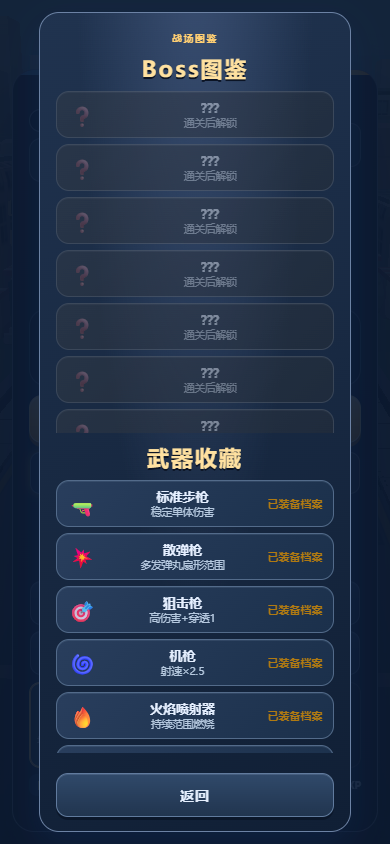 战场图鉴
Boss图鉴
???
通关后解锁
???
通关后解锁
???
通关后解锁
???
通关后解锁
???
通关后解锁
???
通关后解锁
???
武器收藏
标准步枪
稳定单体伤害
已装备档案
散弹枪
多发弹丸扇形范围
已装备档案
狙击枪
高伤害+穿透1
已装备档案
机枪
射速×2.5
已装备档案
火焰喷射器
持续范围燃烧
已装备档案
返回